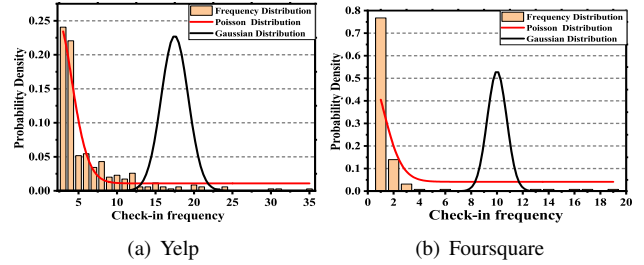 0.25
0.20
0.15
0.10
0.05
0.00
Probability Density
Frequency Distribution
Poisson Distribution
Gaussian Distribution
5 10 15 20 25 30 35
Check-in frequency
(a) Yelp
0.8
0.7
0.6
0.5
0.4
0.3
0.2
0.1
0.0
Probability Density
Frequency Distribution
Poisson Distribution
Gaussian Distribution
0 2 4 6 8 10 12 14 16 18 20
Check-in frequency
(b) Foursquare